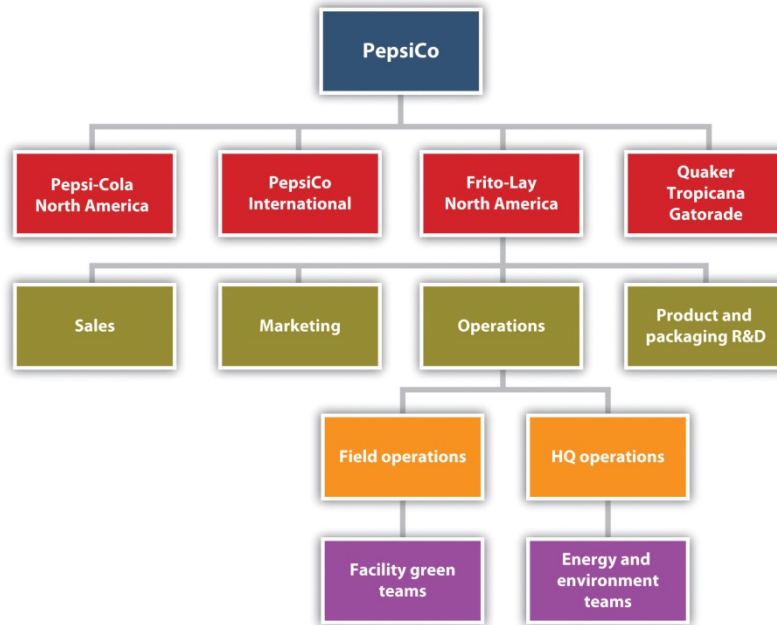 PepsiCo
Pepsi-Cola
North America
PepsiCo
International
Frito-Lay
North America
Quaker
Tropicana
Gatorade
Sales
Marketing
Operations
Product and
packaging R&D
Field operations
HQ operations
Facility green
teams
Energy and
environment
teams